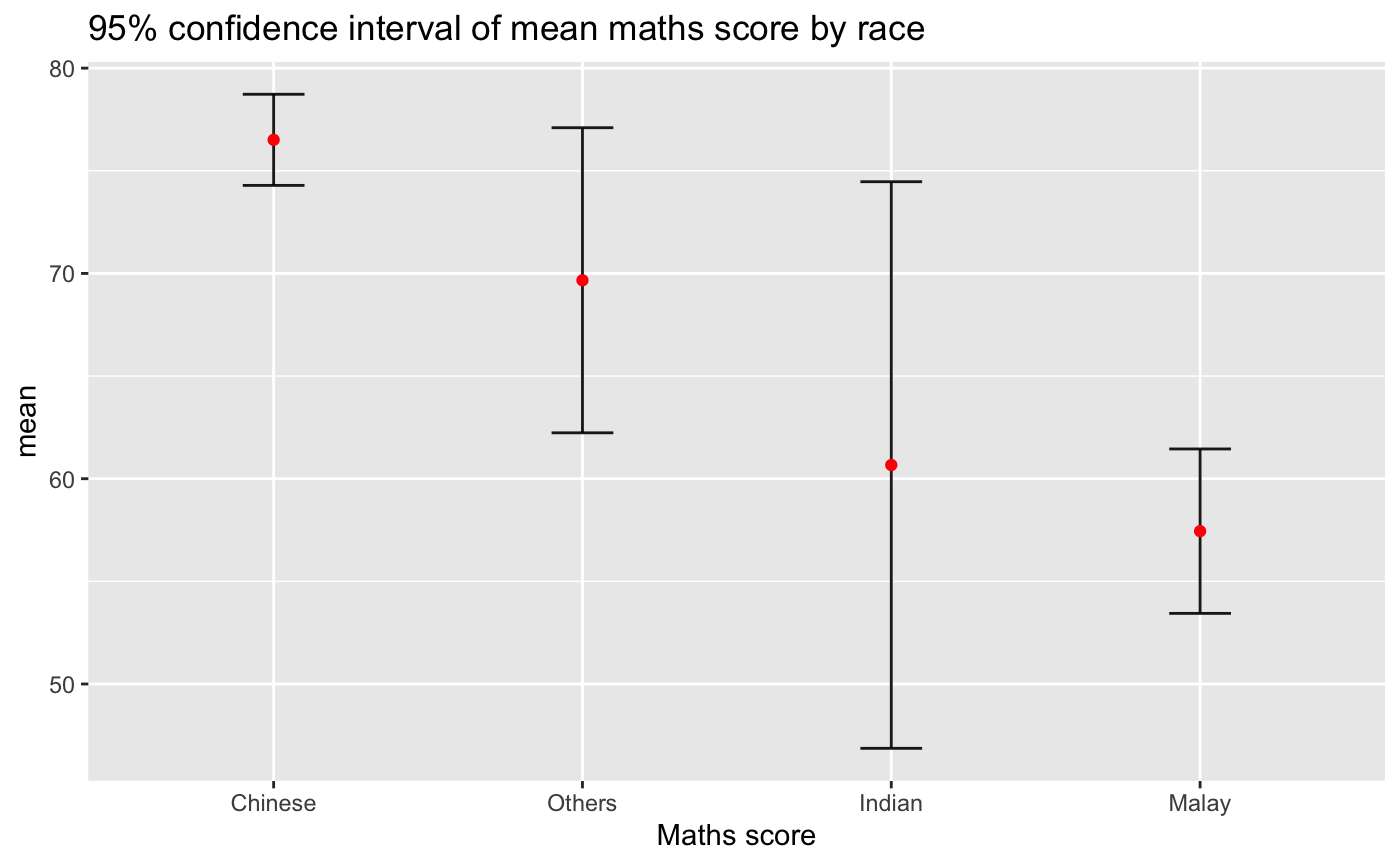 95% confidence interval of mean maths score by race
80
70
60
50
mean
Chinese Others Indian Malay
Maths score